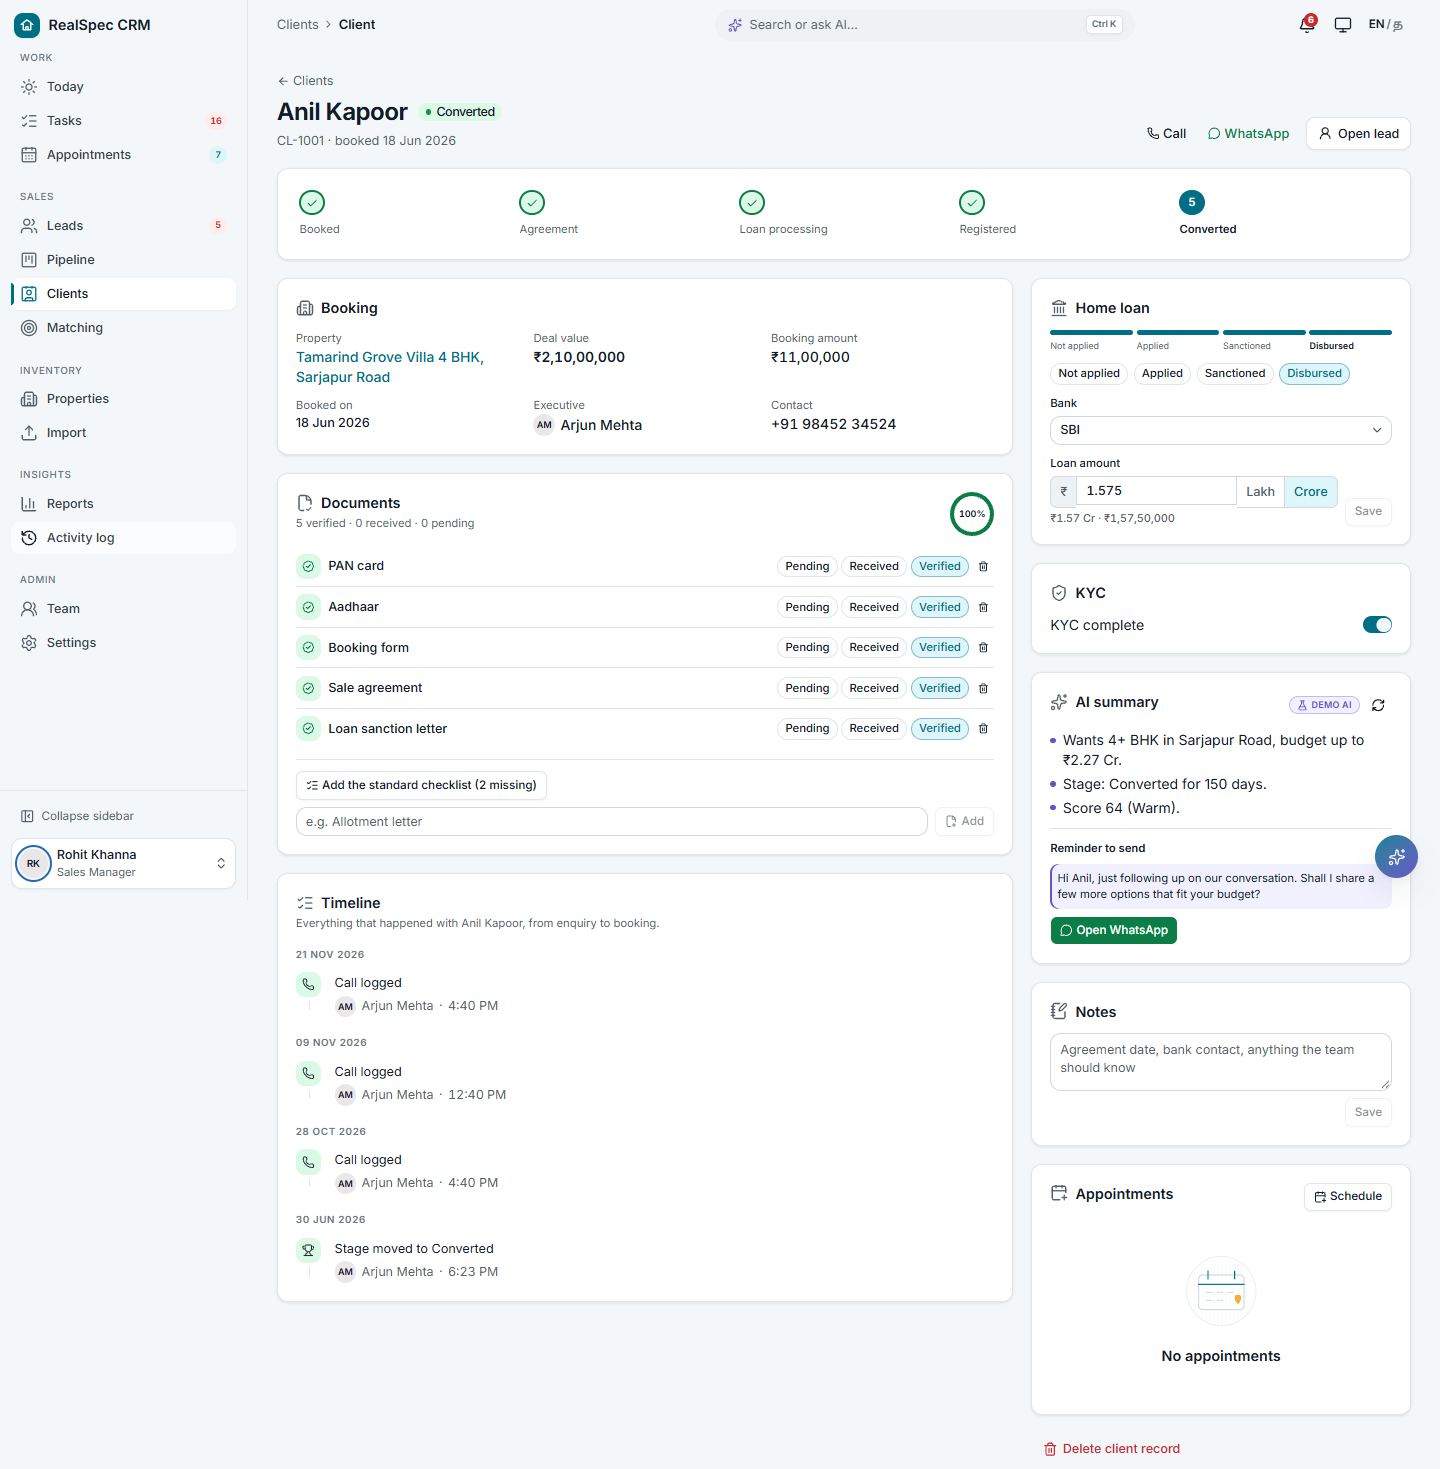 RealSpec CRM
WORK
Today
Tasks
16
Appointments
7
SALES
Leads
5
Pipeline
Clients
Matching
INVENTORY
Properties
Import
INSIGHTS
Reports
Activity log
ADMIN
Team
Settings
Collapse sidebar
RK
Rohit Khanna
Sales Manager
Clients > Client
Search or ask AI...
Ctrl K
6
EN / த
← Clients
Anil Kapoor
Converted
CL-1001 · booked 18 Jun 2026
Call
WhatsApp
Open lead
Booked
Agreement
Loan processing
Registered
5
Converted
Booking
Property
Tamarind Grove Villa 4 BHK,
Sarjapur Road
Deal value
₹2,10,00,000
Booking amount
₹11,00,000
Booked on
18 Jun 2026
Executive
AM Arjun Mehta
Contact
+91 98452 34524
Documents
5 verified · 0 received · 0 pending
100%
PAN card
Pending Received Verified
Aadhaar
Pending Received Verified
Booking form
Pending Received Verified
Sale agreement
Pending Received Verified
Loan sanction letter
Pending Received Verified
Add the standard checklist (2 missing)
e.g. Allotment letter
Add
Timeline
Everything that happened with Anil Kapoor, from enquiry to booking.
21 NOV 2026
Call logged
AM Arjun Mehta · 4:40 PM
09 NOV 2026
Call logged
AM Arjun Mehta · 12:40 PM
28 OCT 2026
Call logged
AM Arjun Mehta · 4:40 PM
30 JUN 2026
Stage moved to Converted
AM Arjun Mehta · 6:23 PM
Home loan
Not applied Applied Sanctioned Disbursed
Not applied Applied Sanctioned Disbursed
Bank
SBI
Loan amount
₹ 1.575 Lakh Crore
₹1.57 Cr · ₹1,57,50,000
Save
KYC
KYC complete
AI summary
DEMO AI
Wants 4+ BHK in Sarjapur Road, budget up to
₹2.27 Cr.
Stage: Converted for 150 days.
Score 64 (Warm).
Reminder to send
Hi Anil, just following up on our conversation. Shall I share a
few more options that fit your budget?
Open WhatsApp
Notes
Agreement date, bank contact, anything the team
should know
Save
Appointments
Schedule
No appointments
Delete client record